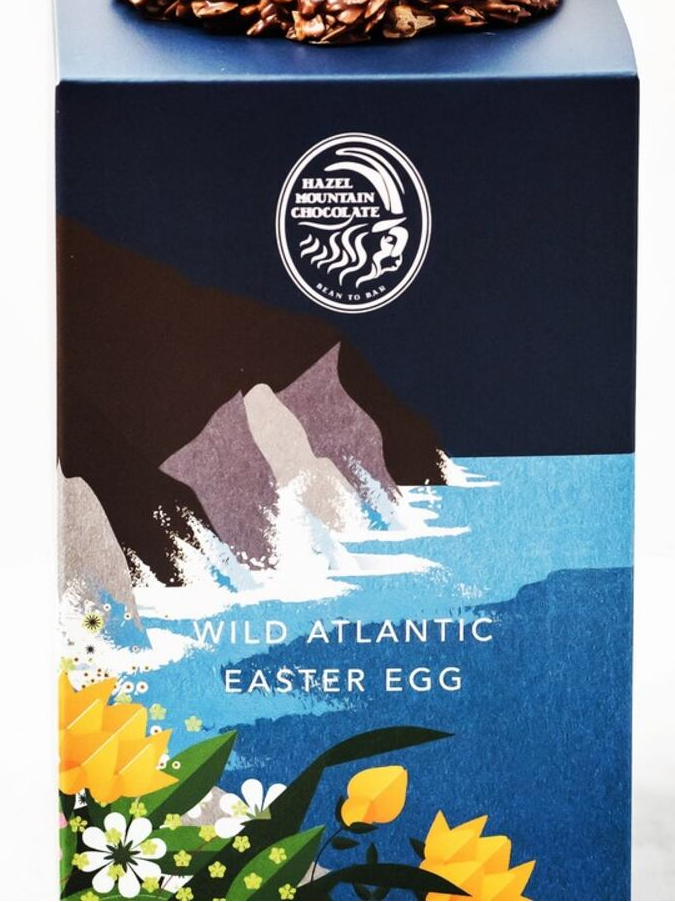 HAZEL
MOUNTAIN
CHOCOLATE
BEAN TO BAR
WILD ATLANTIC
EASTER EGG